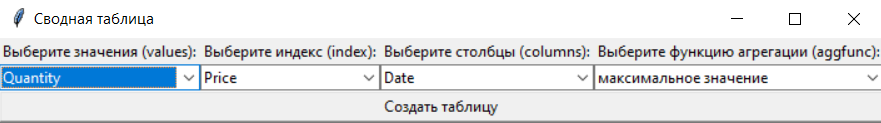 Сводная таблица
Выберите значения (values): Выберите индекс (index): Выберите столбцы (columns): Выберите функцию агрегации (aggfunc):
Quantity Price Date максимальное значение
Создать таблицу